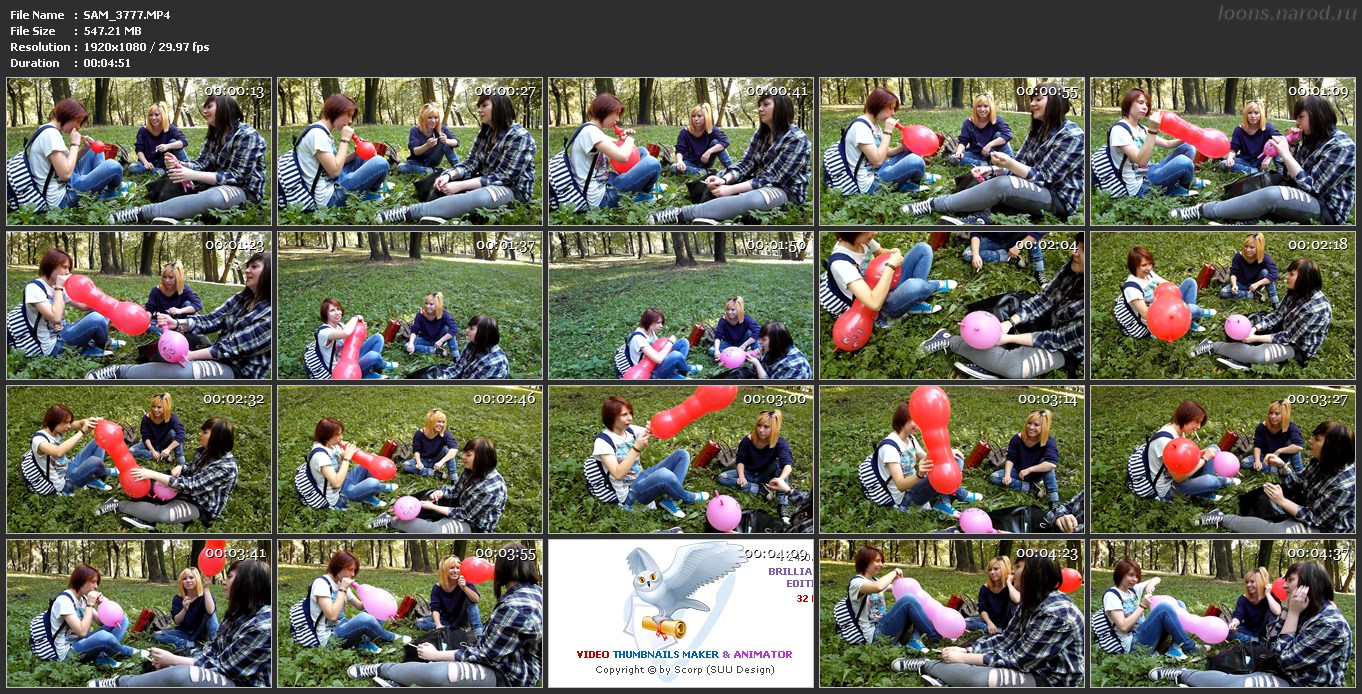 File Name : SAM_3777.MP4
loons.narod.ru
File Size : 547.21 MB
Resolution : 1920x1080 / 29.97 fps
Duration : 00:04:51
00:00:13
00:00:27
00:00:41
00:00:55
00:01:09
00:01:23
00:01:37
00:01:50
00:02:04
00:02:18
00:02:32
00:02:46
00:03:00
00:03:14
00:03:27
00:03:41
00:03:55
00:04:09
BRILLIA
EDIT
32
VIDEO THUMBNAILS MAKER & ANIMATOR
Copyright © by Scorp (SUU Design)
00:04:23
00:04:37